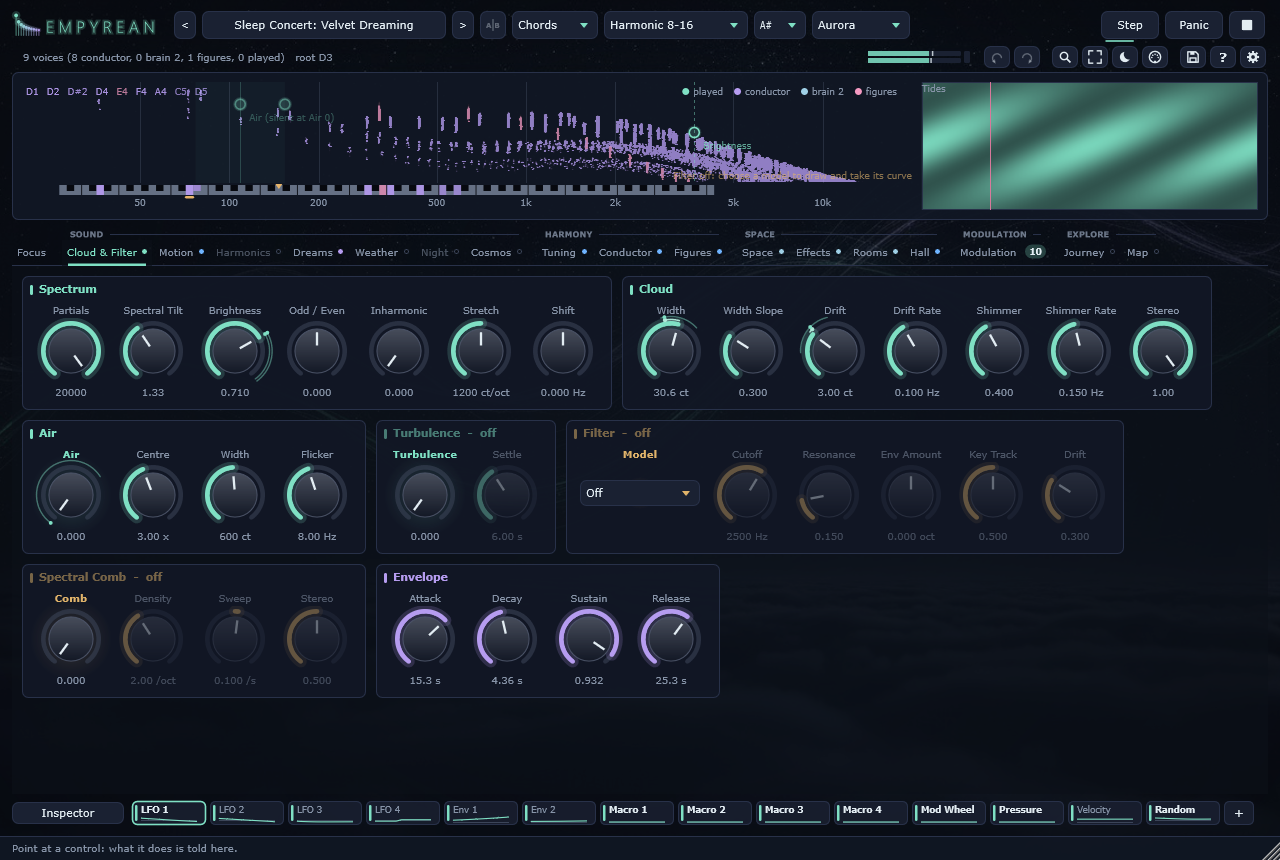 EMPYREAN
< Sleep Concert: Velvet Dreaming > A|B Chords Harmonic 8-16 A# Aurora Step Panic
9 voices (8 conductor, 0 brain 2, 1 figures, 0 played) root D3
?
D1 D2 D#2 D4 E4 F4 A4 C5 D5
played conductor brain 2 figures
Tides
Air (silent at Air 0)
Brightness
50 100 200 500 1k 2k 5k 10k
SOUND HARMONY SPACE MODULATION EXPLORE
Focus Cloud & Filter Motion Harmonics Dreams Weather Night Cosmos Tuning Conductor Figures Space Effects Rooms Hall Modulation 10 Journey Map
Spectrum
Partials Spectral Tilt Brightness Odd / Even Inharmonic Stretch Shift
20000 1.33 0.710 0.000 0.000 1200 ct/oct 0.000 Hz
Cloud
Width Width Slope Drift Drift Rate Shimmer Shimmer Rate Stereo
30.6 ct 0.300 3.00 ct 0.100 Hz 0.400 0.150 Hz 1.00
Air
Air Centre Width Flicker
0.000 3.00 x 600 ct 8.00 Hz
Turbulence - off
Turbulence Settle
0.000 6.00 s
Filter - off
Model Cutoff Resonance Env Amount Key Track Drift
Off
2500 Hz 0.150 0.000 oct 0.500 0.300
Spectral Comb - off
Comb Density Sweep Stereo
0.000 2.00 /oct 0.100 /s 0.500
Envelope
Attack Decay Sustain Release
15.3 s 4.36 s 0.932 25.3 s
Inspector LFO 1 LFO 2 LFO 3 LFO 4 Env 1 Env 2 Macro 1 Macro 2 Macro 3 Macro 4 Mod Wheel Pressure Velocity Random +
Point at a control: what it does is told here.